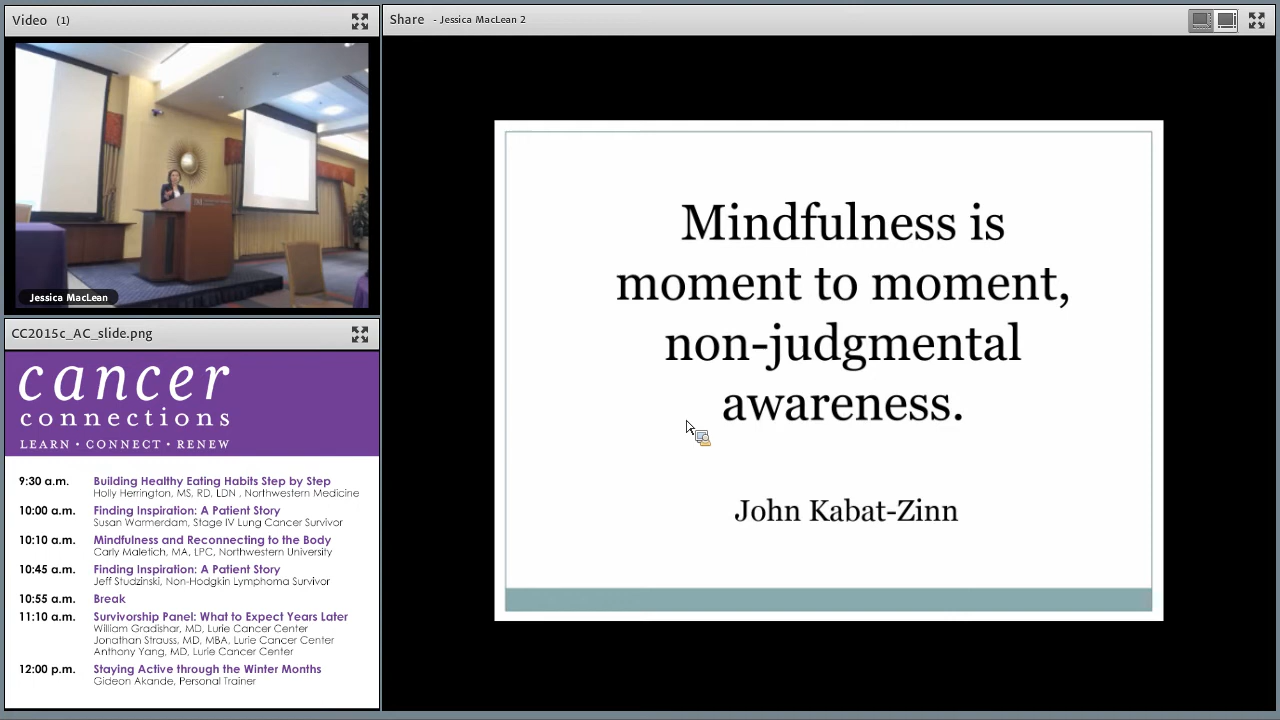 Video (1)
Jessica MacLean
CC2015c_AC_slide.png
cancer
connections
LEARN • CONNECT • RENEW
9:30 a.m. Building Healthy Eating Habits Step by Step
Holly Herrington, MS, RD, LDN , Northwestern Medicine
10:00 a.m. Finding Inspiration: A Patient Story
Susan Warmerdam, Stage IV Lung Cancer Survivor
10:10 a.m. Mindfulness and Reconnecting to the Body
Carly Maletich, MA, LPC, Northwestern University
10:45 a.m. Finding Inspiration: A Patient Story
Jeff Studzinski, Non-Hodgkin Lymphoma Survivor
10:55 a.m. Break
11:10 a.m. Survivorship Panel: What to Expect Years Later
William Gradishar, MD, Lurie Cancer Center
Jonathan Strauss, MD, MBA, Lurie Cancer Center
Anthony Yang, MD, Lurie Cancer Center
12:00 p.m. Staying Active through the Winter Months
Gideon Akande, Personal Trainer
Share - Jessica MacLean 2
Mindfulness is
moment to moment,
non-judgmental
awareness.
John Kabat-Zinn